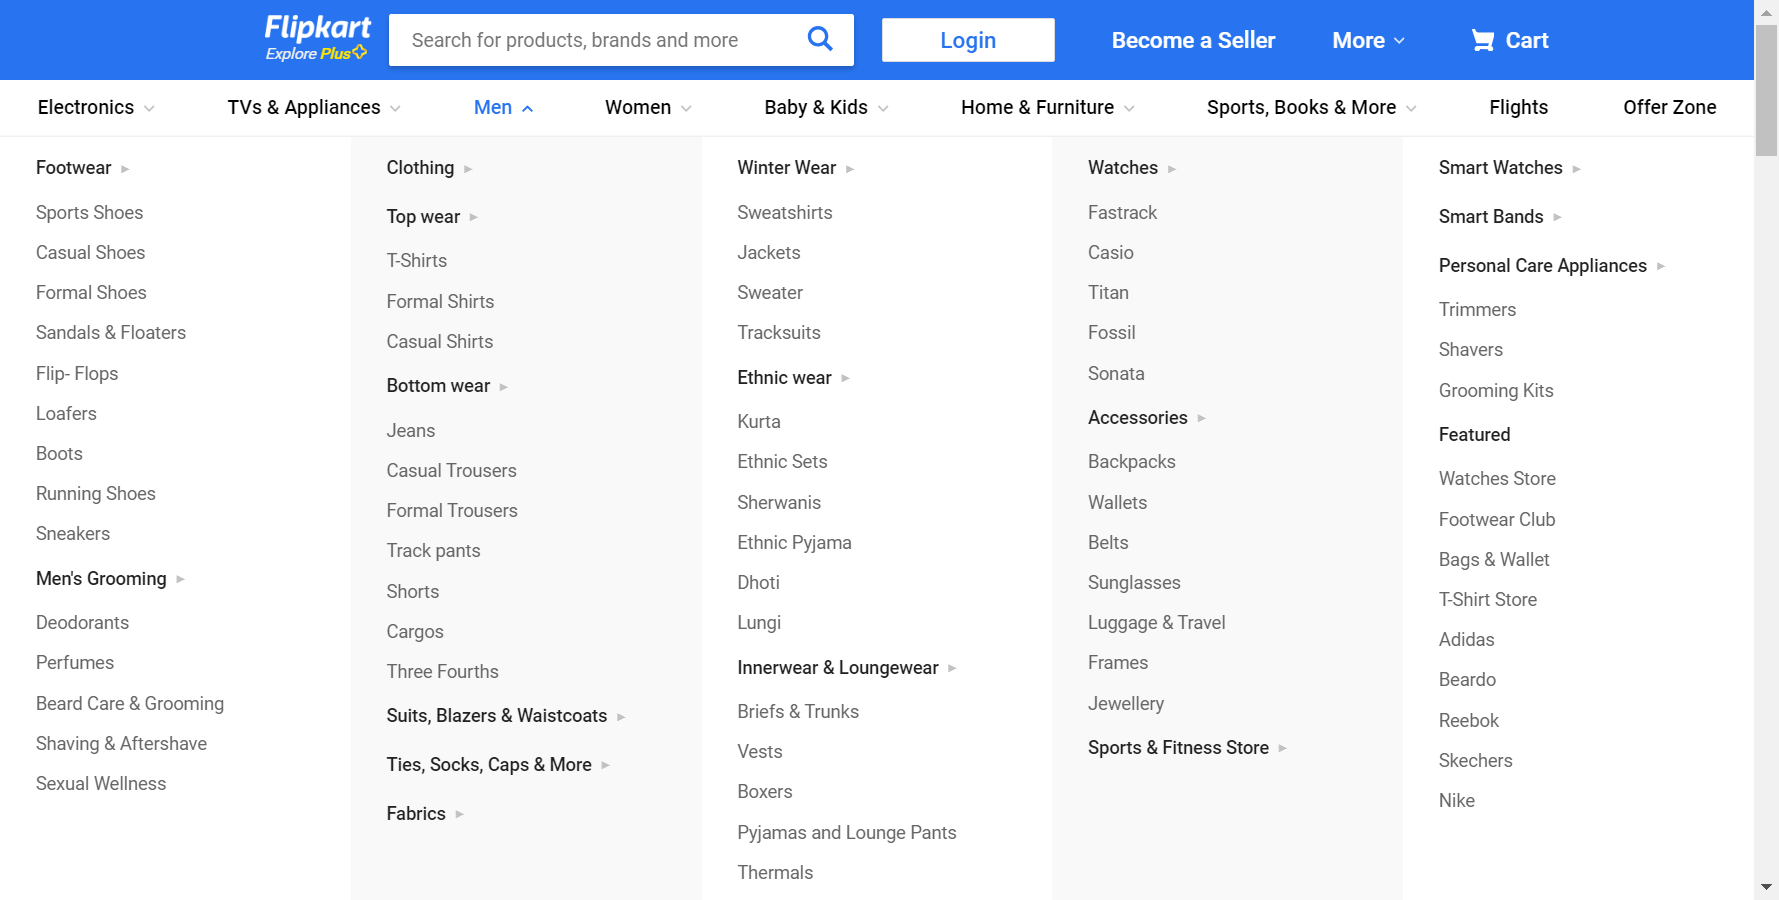 Flipkart
Explore Plus
Search for products, brands and more
Login
Become a Seller
More
Cart
Electronics
TVs & Appliances
Men
Women
Baby & Kids
Home & Furniture
Sports, Books & More
Flights
Offer Zone
Footwear
Sports Shoes
Casual Shoes
Formal Shoes
Sandals & Floaters
Flip- Flops
Loafers
Boots
Running Shoes
Sneakers
Men's Grooming
Deodorants
Perfumes
Beard Care & Grooming
Shaving & Aftershave
Sexual Wellness
Clothing
Top wear
T-Shirts
Formal Shirts
Casual Shirts
Bottom wear
Jeans
Casual Trousers
Formal Trousers
Track pants
Shorts
Cargos
Three Fourths
Suits, Blazers & Waistcoats
Ties, Socks, Caps & More
Fabrics
Winter Wear
Sweatshirts
Jackets
Sweater
Tracksuits
Ethnic wear
Kurta
Ethnic Sets
Sherwanis
Ethnic Pyjama
Dhoti
Lungi
Innerwear & Loungewear
Briefs & Trunks
Vests
Boxers
Pyjamas and Lounge Pants
Thermals
Watches
Fastrack
Casio
Titan
Fossil
Sonata
Accessories
Backpacks
Wallets
Belts
Sunglasses
Luggage & Travel
Frames
Jewellery
Sports & Fitness Store
Smart Watches
Smart Bands
Personal Care Appliances
Trimmers
Shavers
Grooming Kits
Featured
Watches Store
Footwear Club
Bags & Wallet
T-Shirt Store
Adidas
Beardo
Reebok
Skechers
Nike